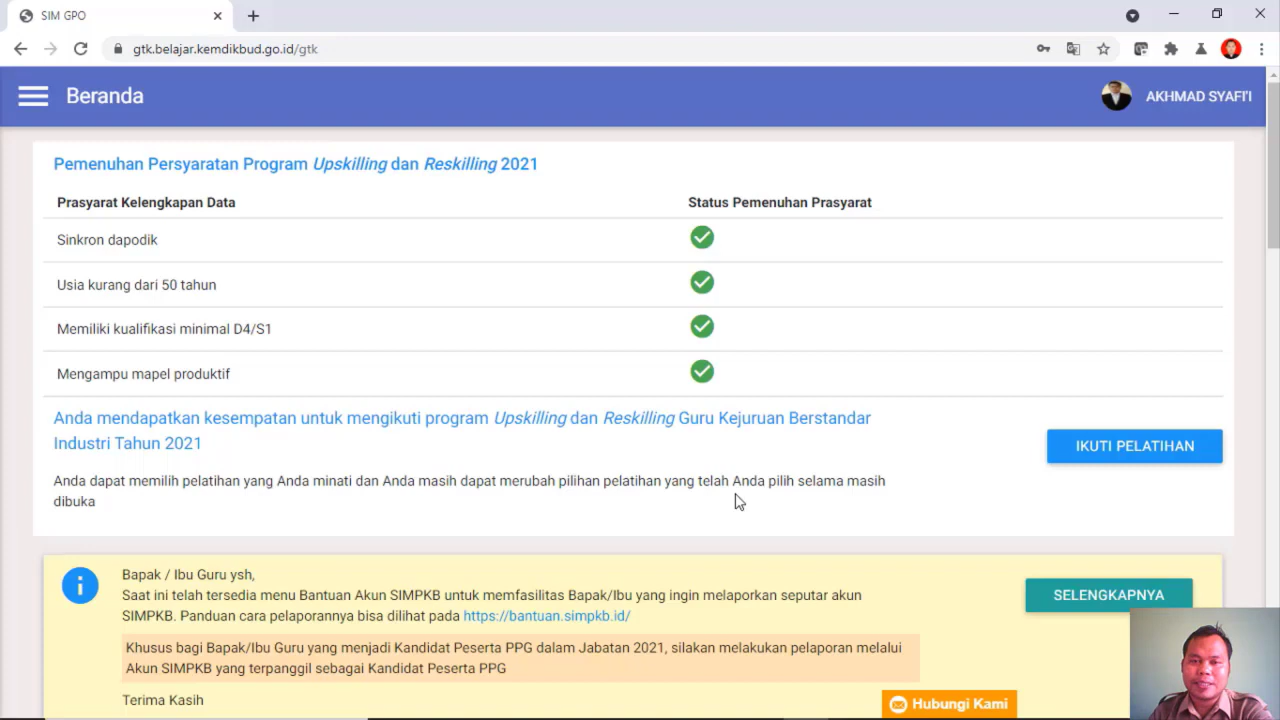 SIM GPO
gtk.belajar.kemdikbud.go.id/gtk
Beranda
AKHMAD SYAFI'I
Pemenuhan Persyaratan Program Upskilling dan Reskilling 2021
Prasyarat Kelengkapan Data
Status Pemenuhan Prasyarat
Sinkron dapodik
Usia kurang dari 50 tahun
Memiliki kualifikasi minimal D4/S1
Mengampu mapel produktif
Anda mendapatkan kesempatan untuk mengikuti program Upskilling dan Reskilling Guru Kejuruan Berstandar
Industri Tahun 2021
IKUTI PELATIHAN
Anda dapat memilih pelatihan yang Anda minati dan Anda masih dapat merubah pilihan pelatihan yang telah Anda pilih selama masih
dibuka
Bapak / Ibu Guru ysh,
Saat ini telah tersedia menu Bantuan Akun SIMPKB untuk memfasilitas Bapak/Ibu yang ingin melaporkan seputar akun
SIMPKB. Panduan cara pelaporannya bisa dilihat pada https://bantuan.simpkb.id/
SELENGKAPNYA
Khusus bagi Bapak/Ibu Guru yang menjadi Kandidat Peserta PPG dalam Jabatan 2021, silakan melakukan pelaporan melalui
Akun SIMPKB yang terpanggil sebagai Kandidat Peserta PPG
Terima Kasih
Hubungi Kami